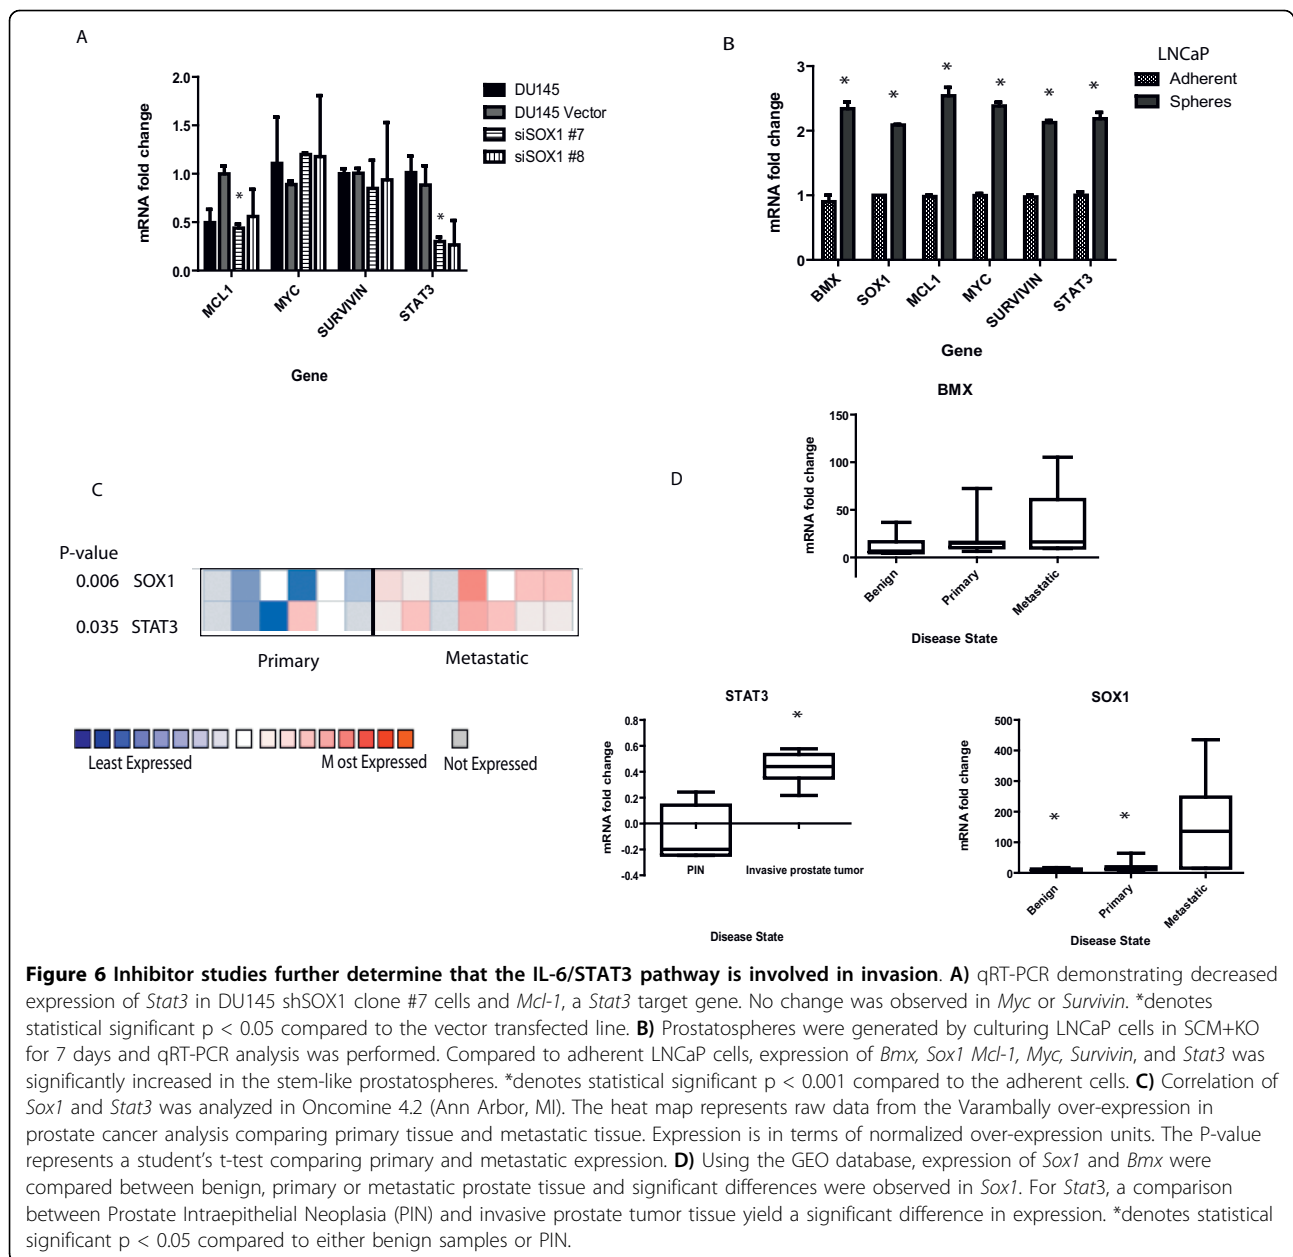 A
mRNA fold change
2.0
1.5
1.0
0.5
0.0
DU145
DU145 Vector
siSOX1 #7
siSOX1 #8
*
*
MCL1
MYC
SURVIVIN
STAT3
Gene
B
mRNA fold change
3
2
1
0
LNCaP
Adherent
Spheres
* * * * * *
BMX
SOX1
MCL1
MYC
SURVIVIN
STAT3
Gene
C
P-value
0.006 SOX1
0.035 STAT3
Primary
Metastatic
Least Expressed
M ost Expressed
Not Expressed
D
BMX
mRNA fold change
150
100
50
0
Benign
Primary
Metastatic
Disease State
STAT3
mRNA fold change
0.8
0.6
0.4
0.2
0.0
-0.2
-0.4
*
PIN
Invasive prostate tumor
Disease State
SOX1
mRNA fold change
500
400
300
200
100
0
*
*
Benign
Primary
Metastatic
Disease State
Figure 6 Inhibitor studies further determine that the IL-6/STAT3 pathway is involved in invasion. A) qRT-PCR demonstrating decreased
expression of Stat3 in DU145 shSOX1 clone #7 cells and Mcl-1, a Stat3 target gene. No change was observed in Myc or Survivin. *denotes
statistical significant p < 0.05 compared to the vector transfected line. B) Prostatospheres were generated by culturing LNCaP cells in SCM+KO
for 7 days and qRT-PCR analysis was performed. Compared to adherent LNCaP cells, expression of Bmx, Sox1 Mcl-1, Myc, Survivin, and Stat3 was
significantly increased in the stem-like prostatospheres. *denotes statistical significant p < 0.001 compared to the adherent cells. C) Correlation of
Sox1 and Stat3 was analyzed in Oncomine 4.2 (Ann Arbor, MI). The heat map represents raw data from the Varambally over-expression in
prostate cancer analysis comparing primary tissue and metastatic tissue. Expression is in terms of normalized over-expression units. The P-value
represents a student's t-test comparing primary and metastatic expression. D) Using the GEO database, expression of Sox1 and Bmx were
compared between benign, primary or metastatic prostate tissue and significant differences were observed in Sox1. For Stat3, a comparison
between Prostate Intraepithelial Neoplasia (PIN) and invasive prostate tumor tissue yield a significant difference in expression. *denotes statistical
significant p < 0.05 compared to either benign samples or PIN.